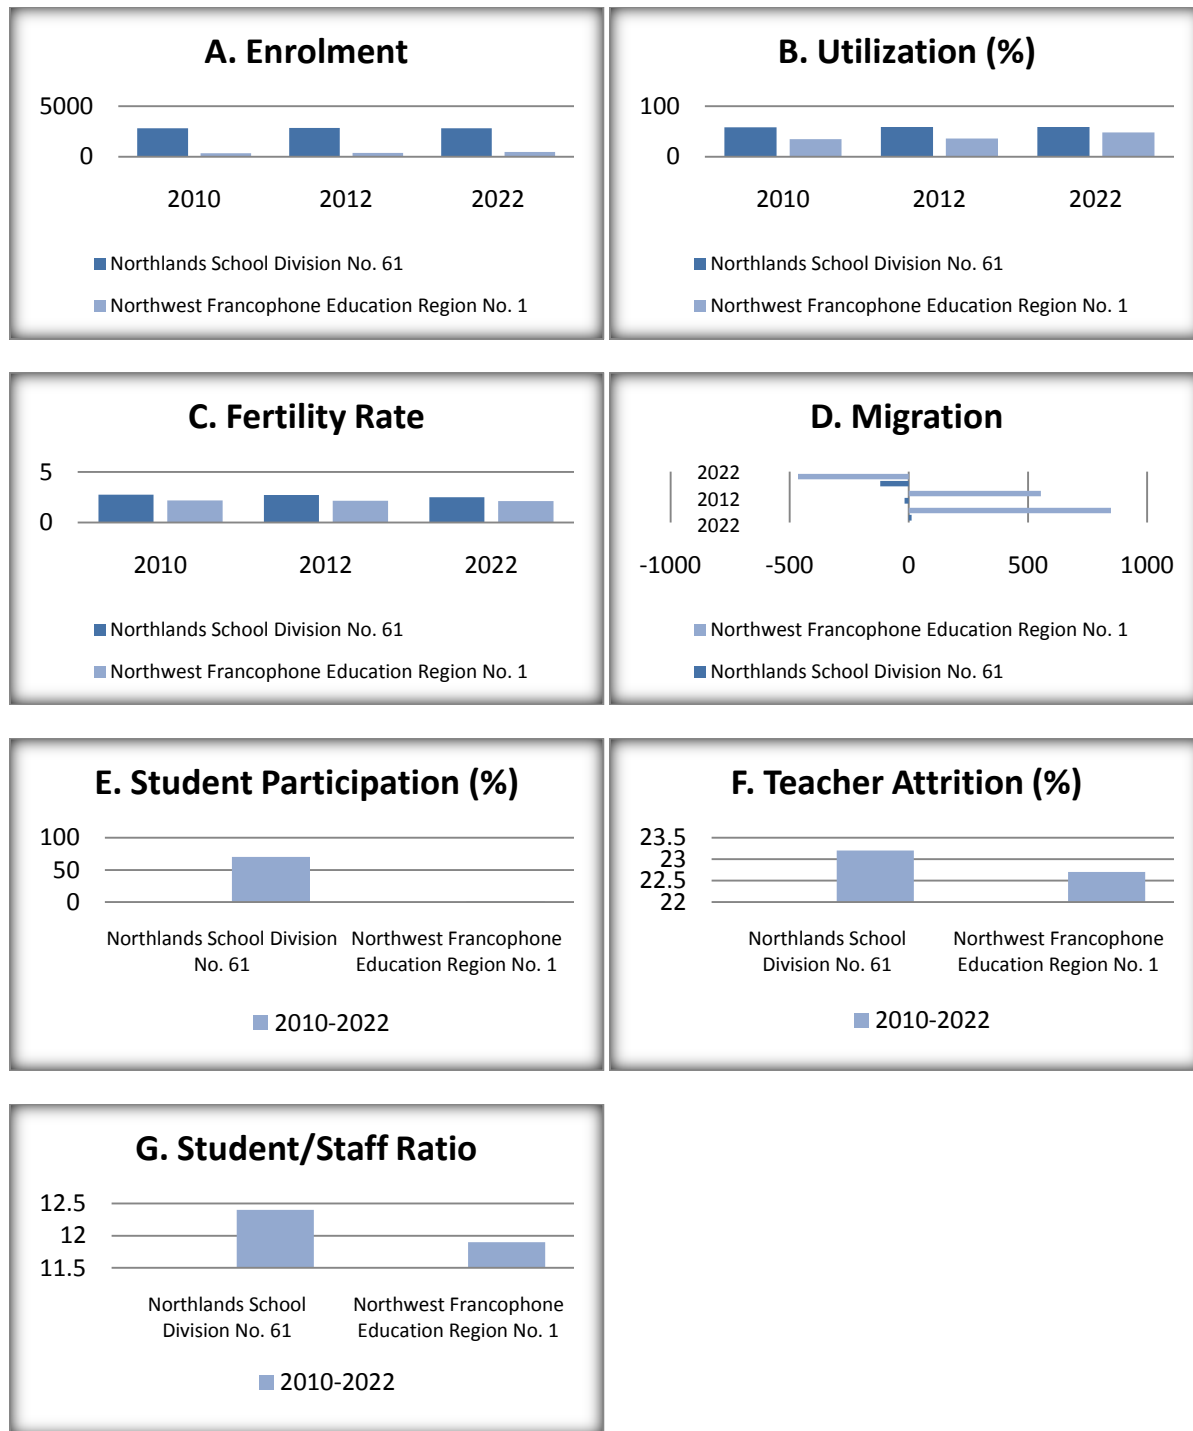 A. Enrolment
5000
0
2010 2012 2022
Northlands School Division No. 61
Northwest Francophone Education Region No. 1
B. Utilization (%)
100
0
2010 2012 2022
Northlands School Division No. 61
Northwest Francophone Education Region No. 1
C. Fertility Rate
5
0
2010 2012 2022
Northlands School Division No. 61
Northwest Francophone Education Region No. 1
D. Migration
2022
2012
2022
-1000 -500 0 500 1000
Northwest Francophone Education Region No. 1
Northlands School Division No. 61
E. Student Participation (%)
100
50
0
Northlands School Division
No. 61
Northwest Francophone
Education Region No. 1
2010-2022
F. Teacher Attrition (%)
23.5
23
22.5
22
Northlands School
Division No. 61
Northwest Francophone
Education Region No. 1
2010-2022
G. Student/Staff Ratio
12.5
12
11.5
Northlands School
Division No. 61
Northwest Francophone
Education Region No. 1
2010-2022